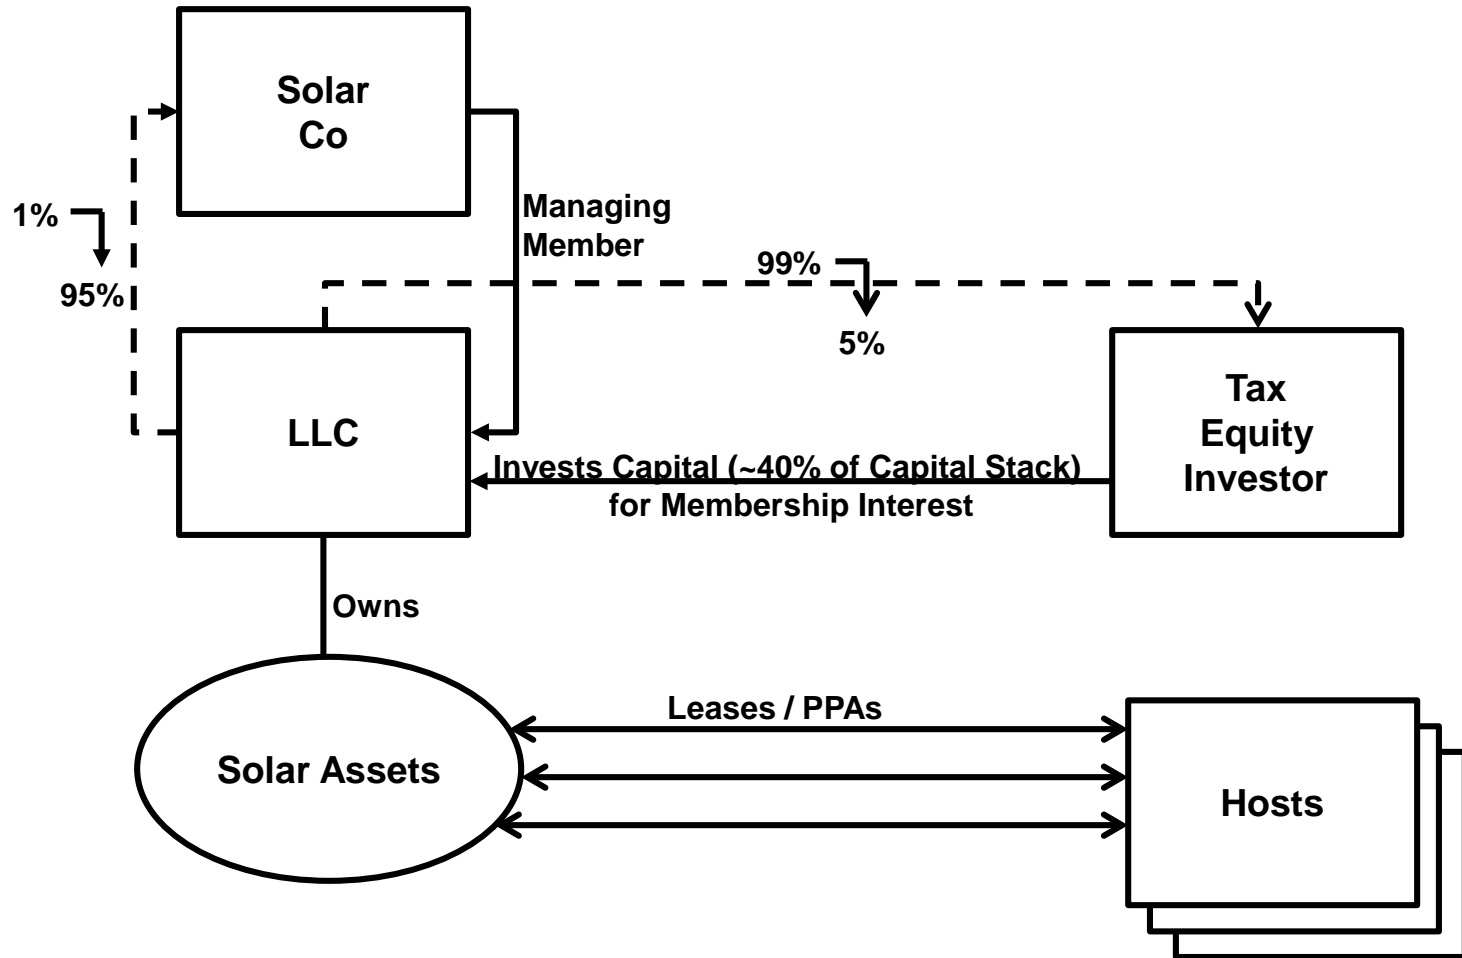 Solar
Co
Managing
Member
1%
95%
99%
5%
LLC
Tax
Equity
Investor
Invests Capital (~40% of Capital Stack)
for Membership Interest
Owns
Leases / PPAs
Solar Assets
Hosts